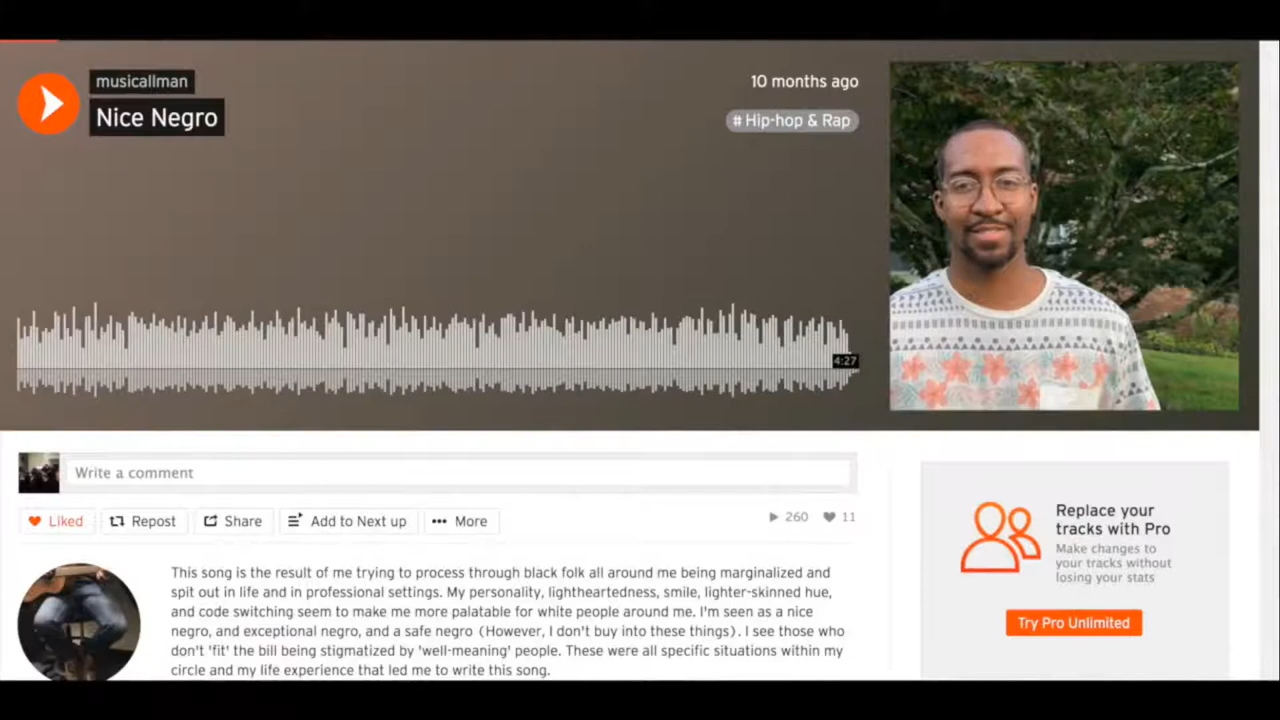 musicallman
Nice Negro
10 months ago
# Hip-hop & Rap
4:27
Write a comment
Liked
Repost
Share
Add to Next up
More
260
11
This song is the result of me trying to process through black folk all around me being marginalized and
spit out in life and in professional settings. My personality, lightheartedness, smile, lighter-skinned hue,
and code switching seem to make me more palatable for white people around me. I'm seen as a nice
negro, and exceptional negro, and a safe negro (However, I don't buy into these things). I see those who
don't 'fit' the bill being stigmatized by 'well-meaning' people. These were all specific situations within my
circle and my life experience that led me to write this song.
Replace your
tracks with Pro
Make changes to
your tracks without
losing your stats
Try Pro Unlimited